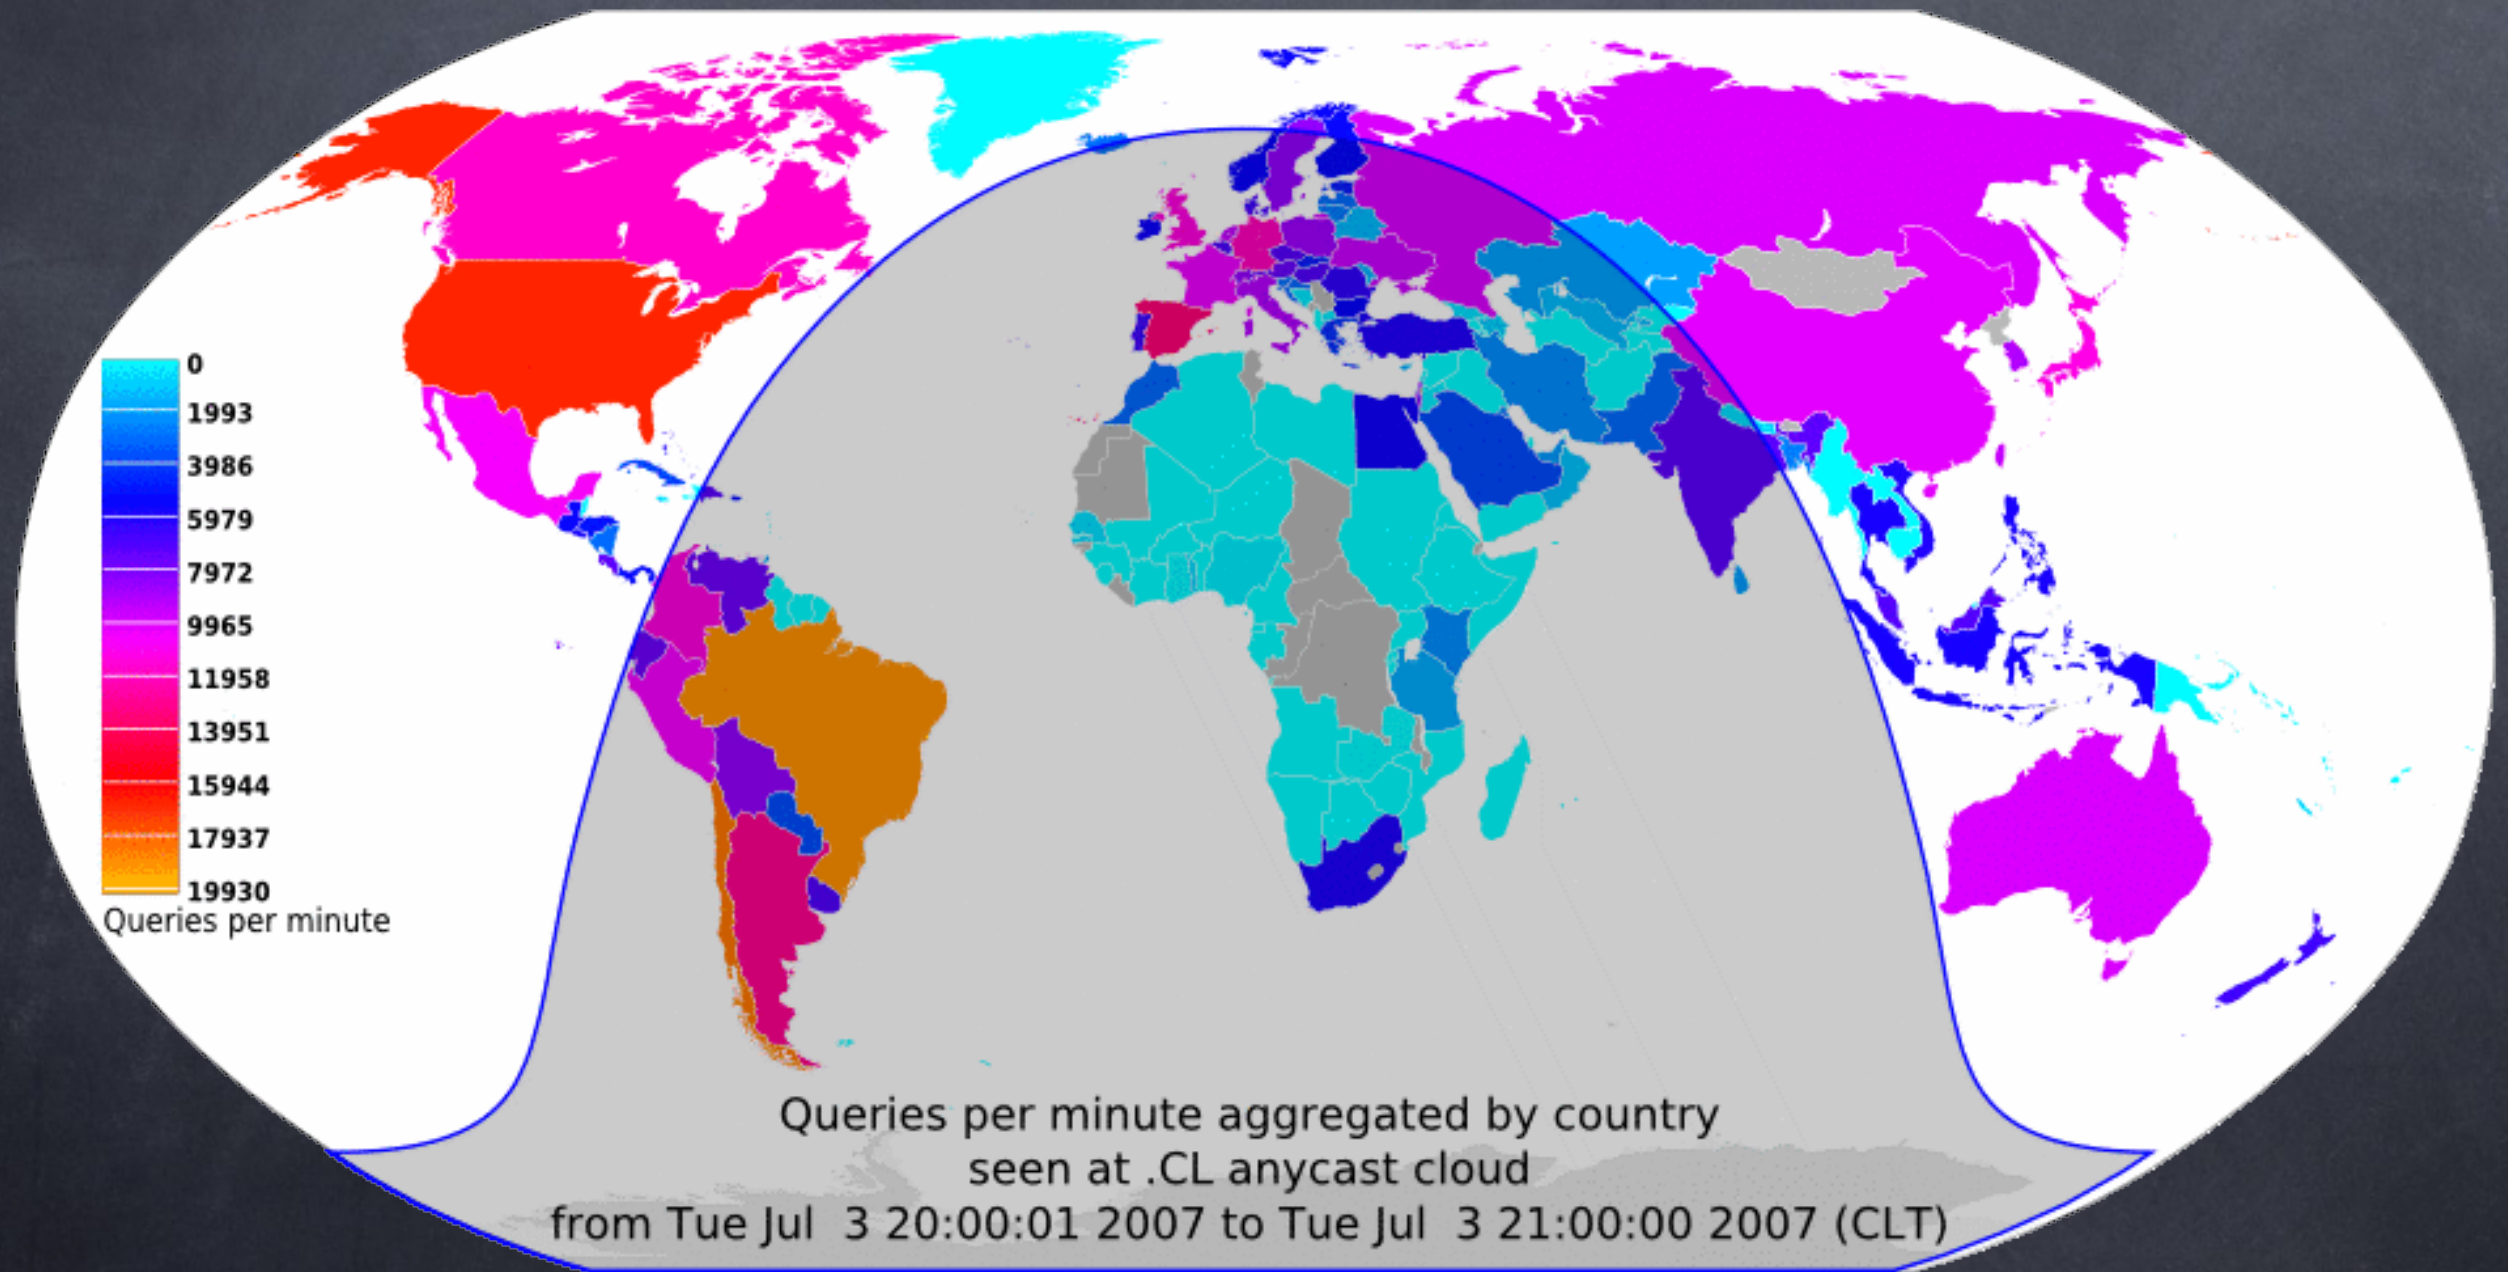 0
1993
3986
5979
7972
9965
11958
13951
15944
17937
19930
Queries per minute
Queries per minute aggregated by country
seen at .CL anycast cloud
from Tue Jul  3 20:00:01 2007 to Tue Jul  3 21:00:00 2007 (CLT)